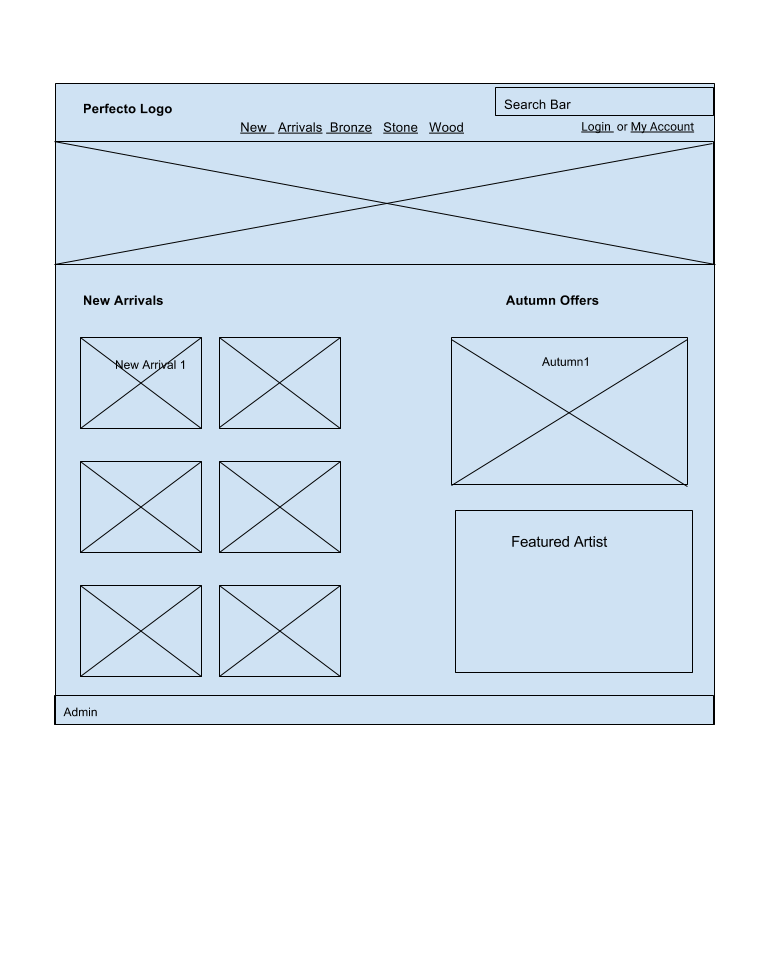 Search Bar
Perfecto Logo
New Arrivals Bronze Stone Wood
Login or My Account
New Arrivals
Autumn Offers
New Arrival 1
Autumn1
Featured Artist
Admin